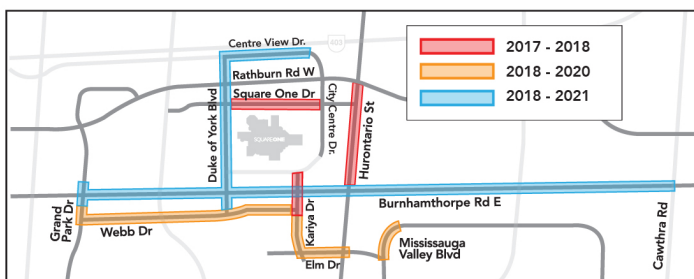 Centre View Dr.
403
2017 - 2018
2018 - 2020
2018 - 2021
Rathburn Rd W
Square One Dr
Duke of York Blvd
City Centre Dr.
Hurontario St
SQUARE ONE
Burnhamthorpe Rd E
Grand
Park Dr
Webb Dr
Kariya Dr
Elm Dr
Mississauga
Valley Blvd
Cawthra Rd